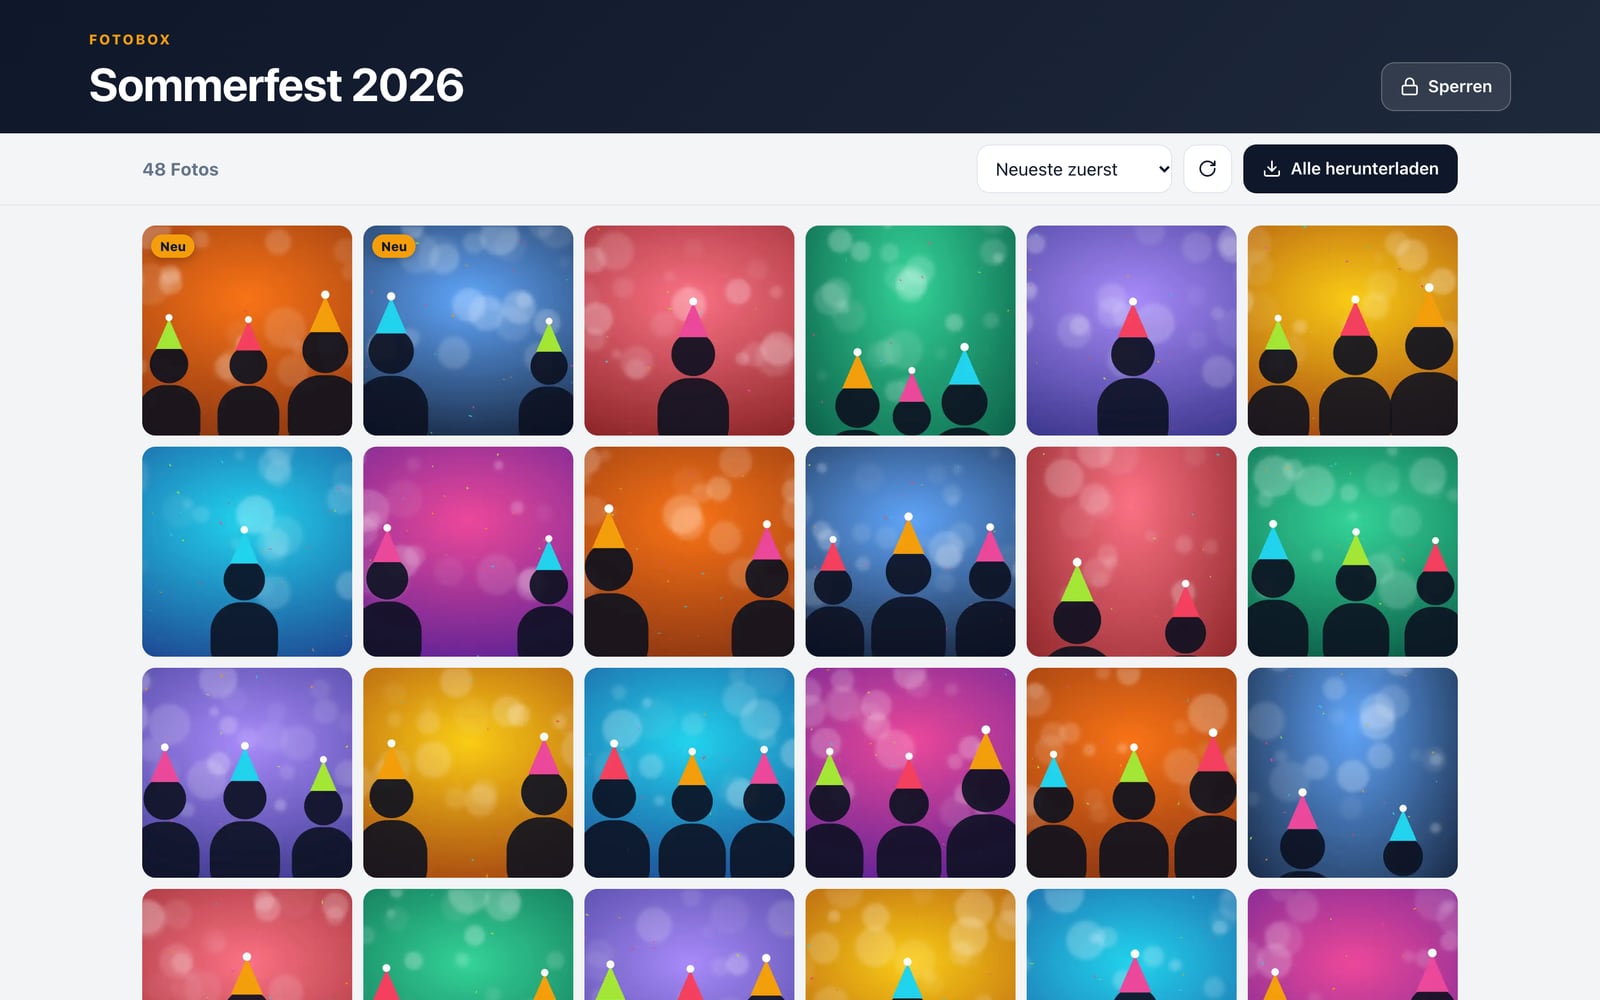 FOTOBOX
Sommerfest 2026
Sperren
48 Fotos
Neueste zuerst
Alle herunterladen
Neu
Neu